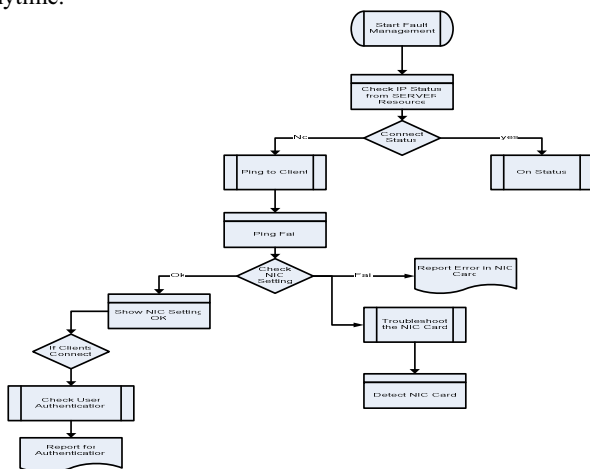 Start Fault
Management
Check IP Status
from SERVER
Resource
Connect
Status
No
yes
Ping to Client
On Status
Ping Fail
Check
NIC
Setting
Ok
Fail
Report Error in NIC
Card
Show NIC Setting
OK
Troubleshoot
the NIC Card
If Clients
Connect
Detect NIC Card
Check User
Authentication
Report for
Authentication